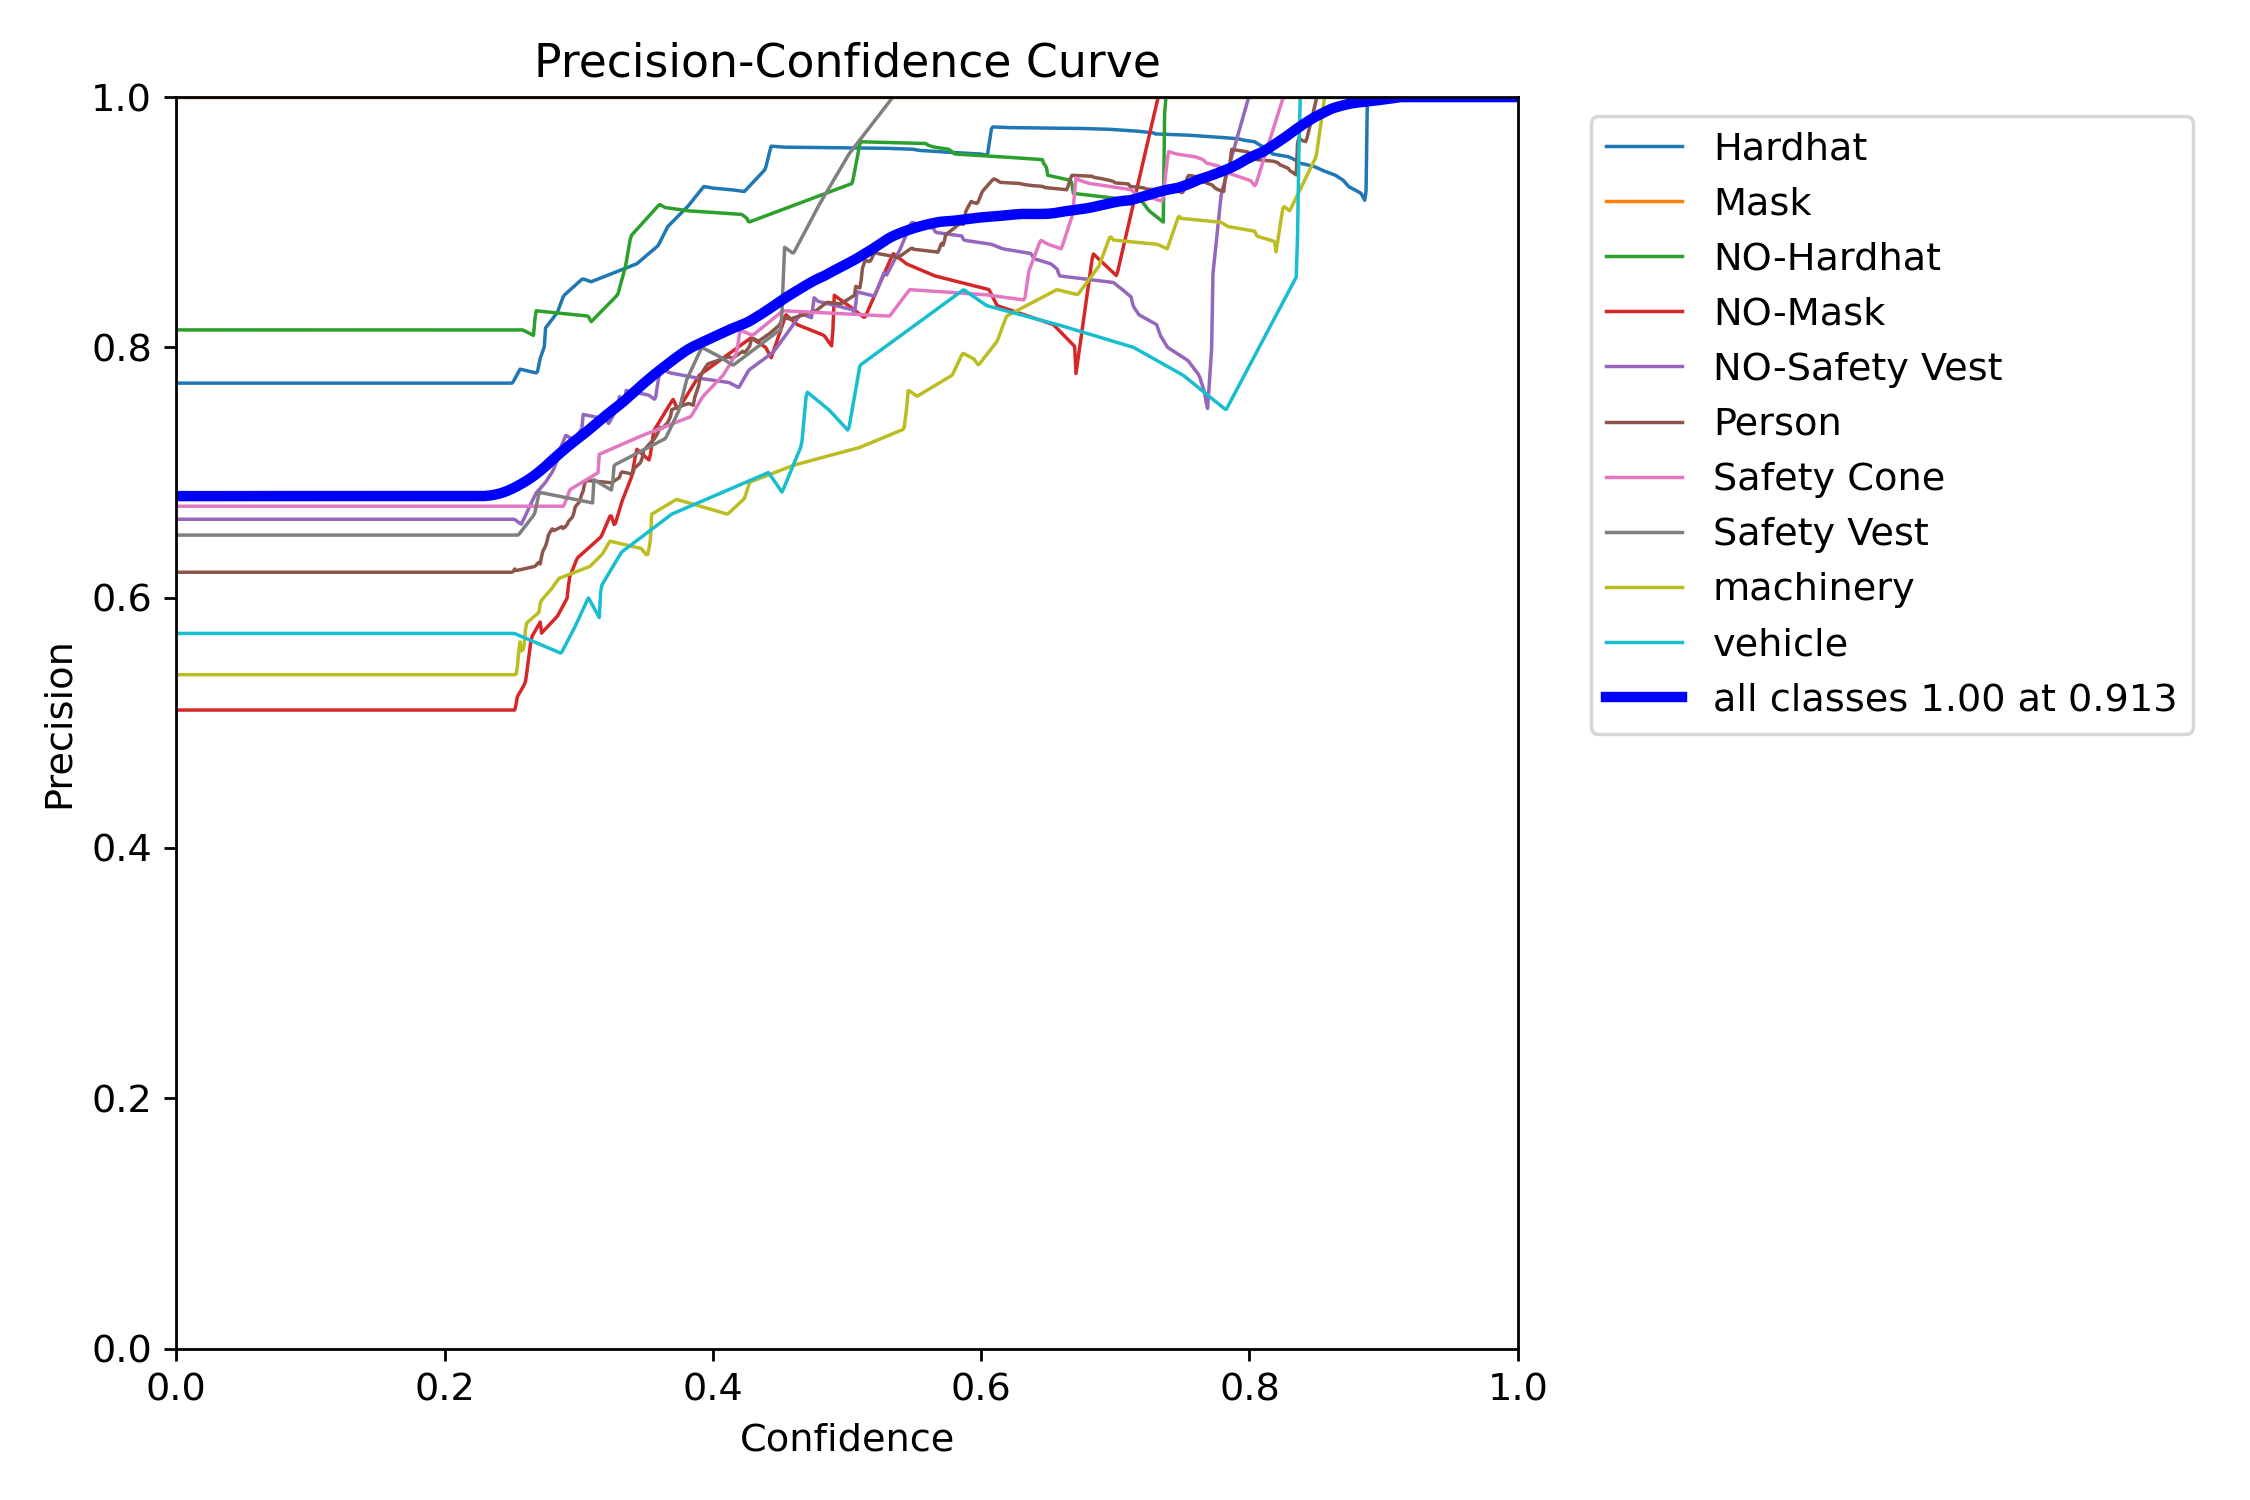 Precision-Confidence Curve
1.0
0.8
0.6
0.4
0.2
0.0
Precision
0.0 0.2 0.4 0.6 0.8 1.0
Confidence
Hardhat
Mask
NO-Hardhat
NO-Mask
NO-Safety Vest
Person
Safety Cone
Safety Vest
machinery
vehicle
all classes 1.00 at 0.913